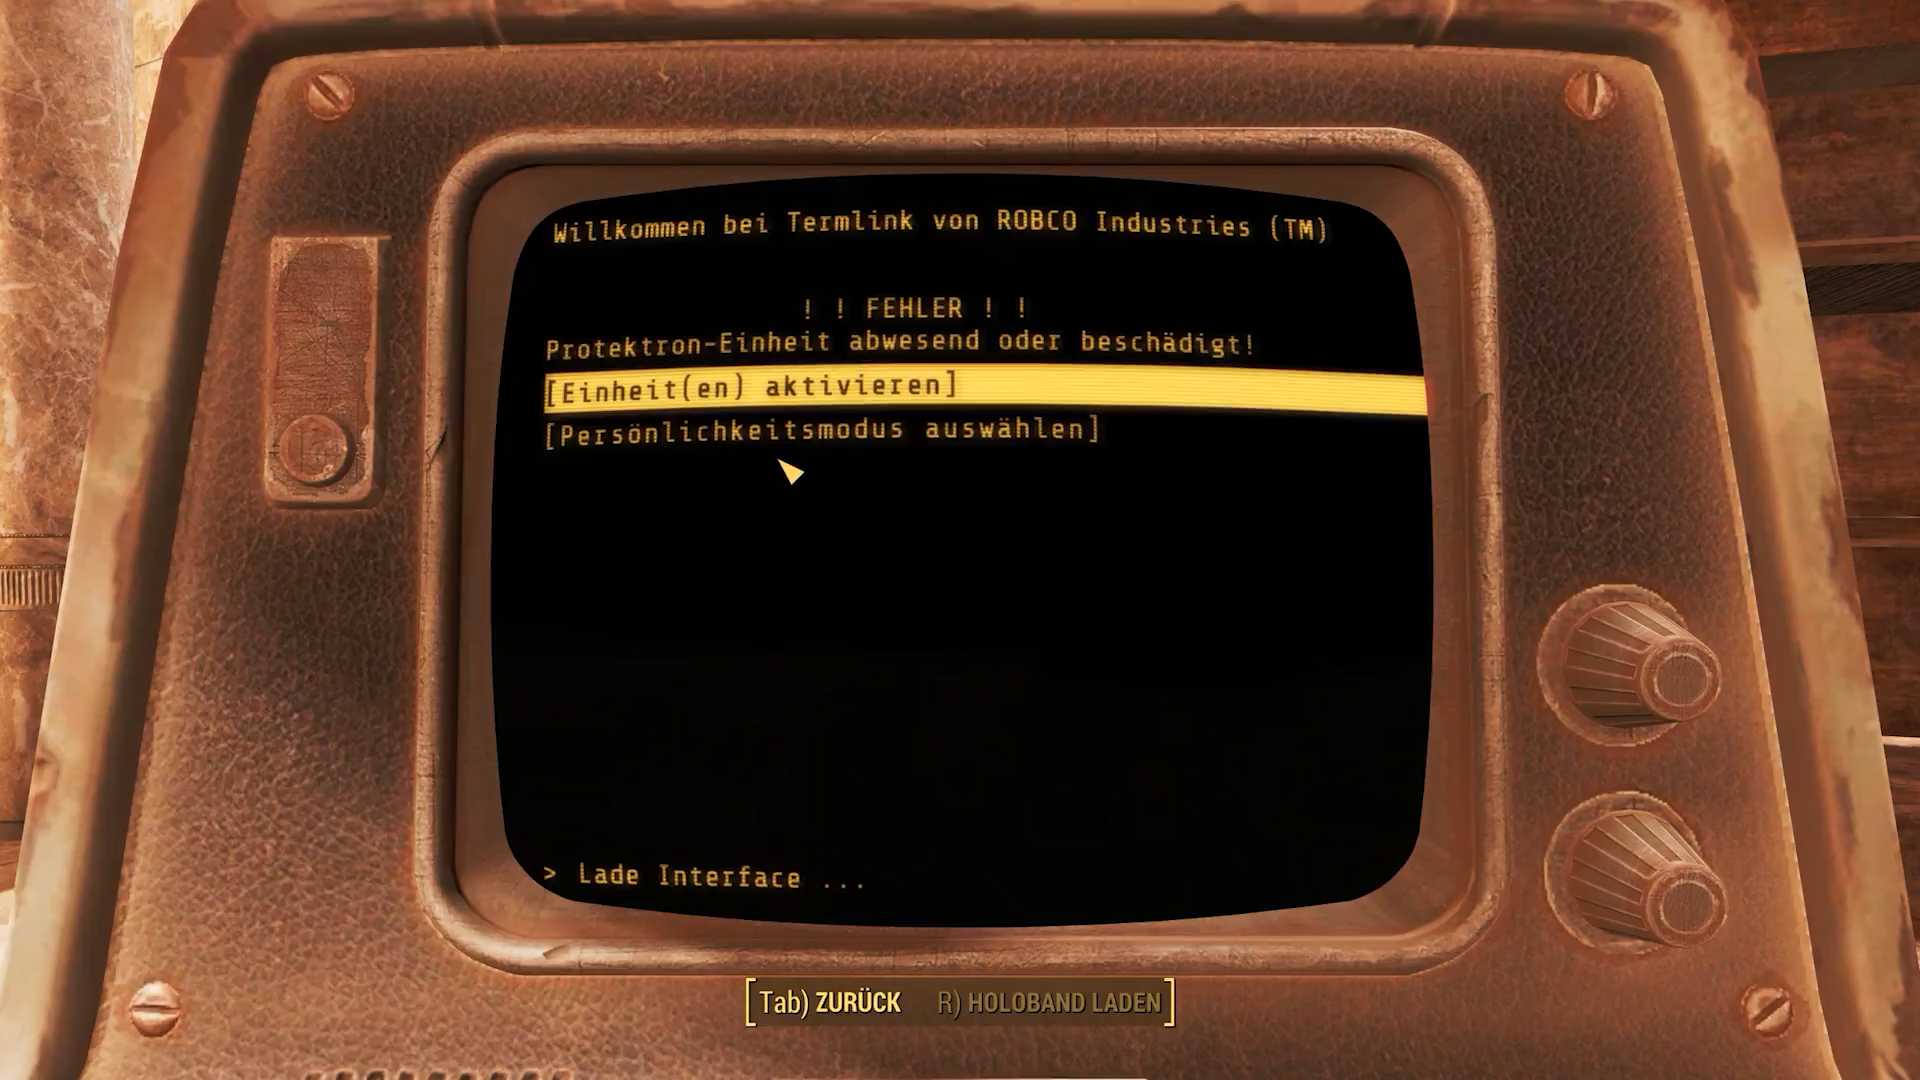 Willkommen bei Termlink von ROBCO Industries (TM)
! ! FEHLER ! !
Protektron-Einheit abwesend oder beschädigt!
[Einheit(en) aktivieren]
[Persönlichkeitsmodus auswählen]
> Lade Interface ...
[Tab) ZURÜCK R) HOLOBAND LADEN]